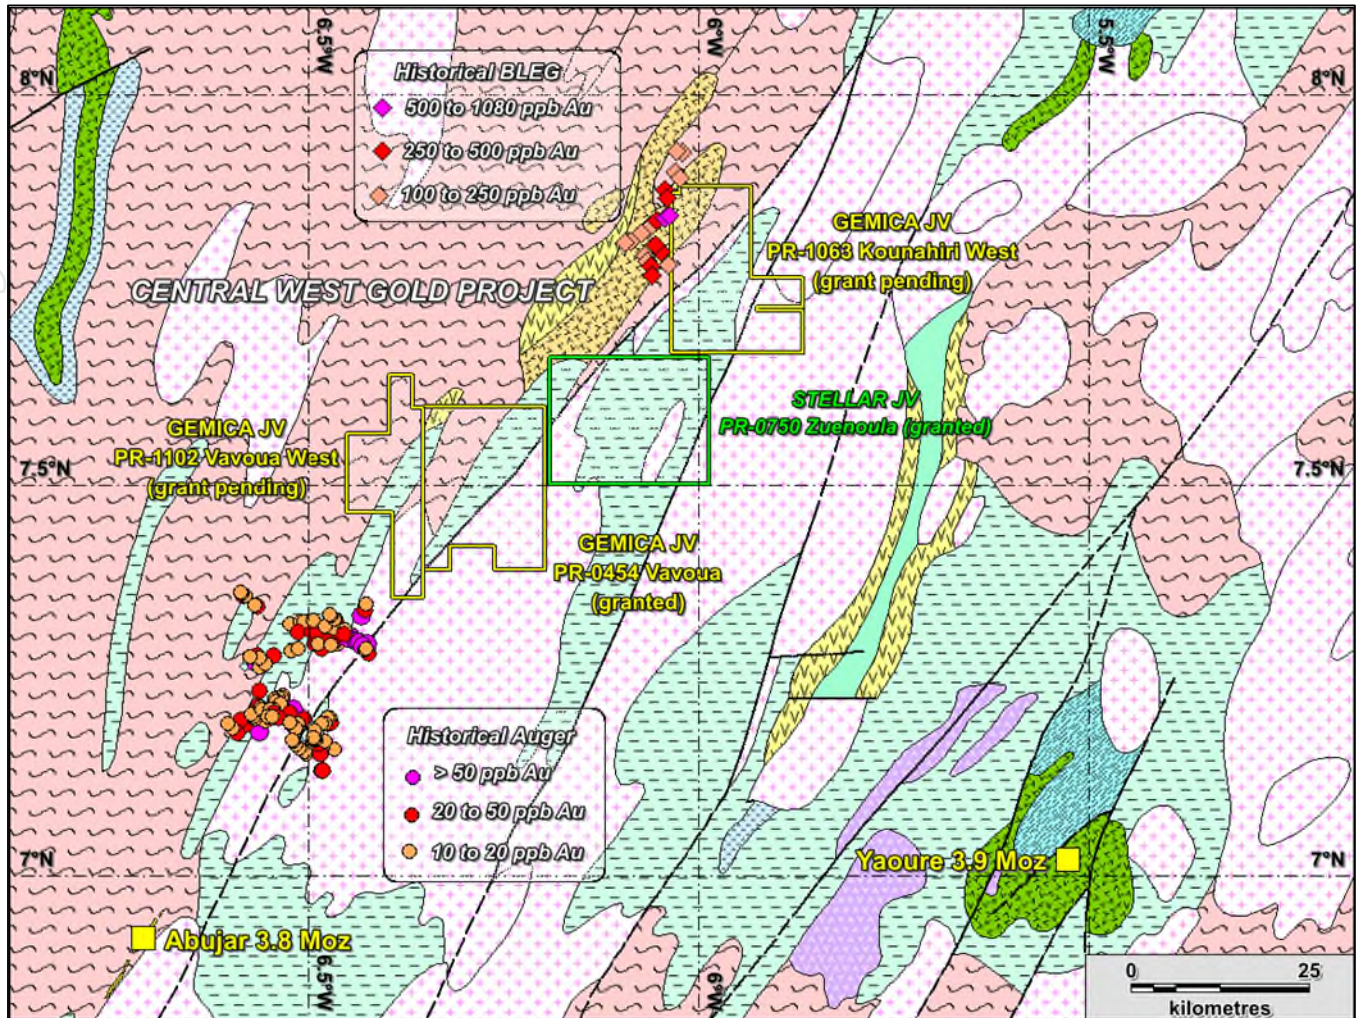 6.5°W
6°W
5.5°W
8°N
8°N
Historical BLEG
500 to 1080 ppb Au
250 to 500 ppb Au
100 to 250 ppb Au
GEMICA JV
PR-1063 Kounahiri West
(grant pending)
CENTRAL WEST GOLD PROJECT
STELLAR JV
PR-0750 Zuenoula (granted)
GEMICA JV
PR-1102 Vavoua West
(grant pending)
7.5°N
7.5°N
GEMICA JV
PR-0454 Vavoua
(granted)
Historical Auger
> 50 ppb Au
20 to 50 ppb Au
10 to 20 ppb Au
7°N
Yaoure 3.9 Moz
7°N
Abujar 3.8 Moz
6.5°W
6°W
0 25
kilometres